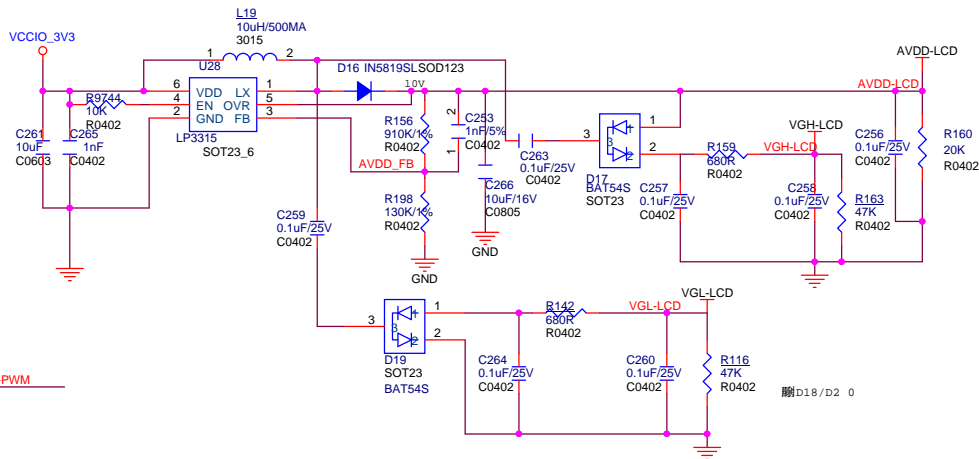 VCCIO_3V3
L19
10uH/500MA
3015
1
2
U28
6
4
2
VDD
EN
GND
LX
OVR
FB
1
5
3
LP3315
SOT23_6
R9744
10K
R0402
C261
10uF
C0603
C265
1nF
C0402
D16 IN5819SL SOD123
10V
R156
910K/1%
R0402
C253
1nF/5%
C0402
2
1
AVDD_FB
R198
130K/1%
R0402
GND
C266
10uF/16V
C0805
GND
C263
0.1uF/25V
C0402
3
1
2
3
D17
BAT54S
SOT23
AVDD-LCD
AVDD-LCD
R159
680R
R0402
VGH-LCD
VGH-LCD
C257
0.1uF/25V
C0402
C258
0.1uF/25V
C0402
R163
47K
R0402
C256
0.1uF/25V
C0402
R160
20K
R0402
C259
0.1uF/25V
C0402
3
1
2
3
D19
SOT23
BAT54S
R142
680R
R0402
VGL-LCD
VGL-LCD
C264
0.1uF/25V
C0402
C260
0.1uF/25V
C0402
R116
47K
R0402
PWM
D18/D2 0